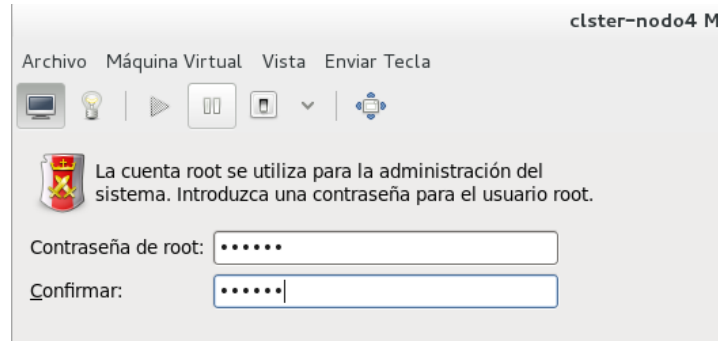 clster-nodo4 M
Archivo Máquina Virtual Vista Enviar Tecla
La cuenta root se utiliza para la administración del
sistema. Introduzca una contraseña para el usuario root.
Contraseña de root: ••••••
Confirmar: ••••••